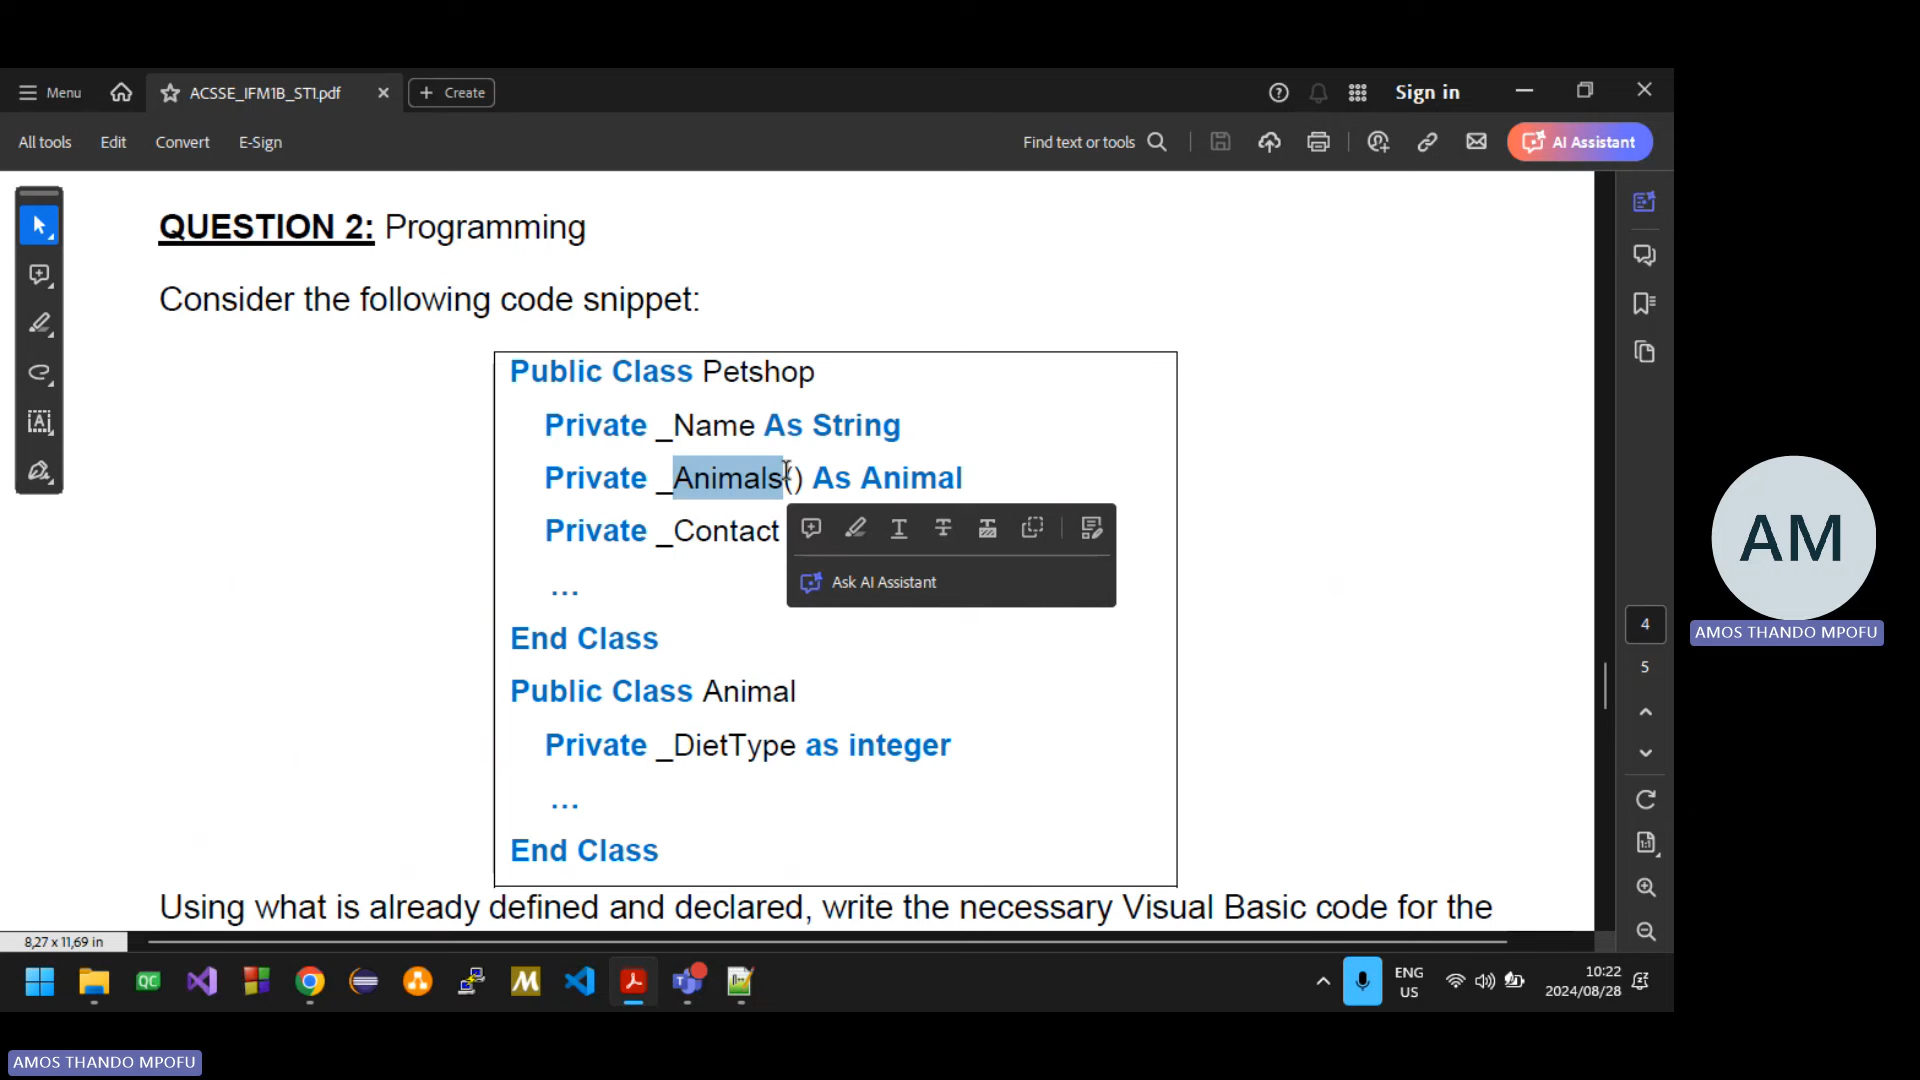 Menu
ACSSE_IFM1B_ST1.pdf
Create
Sign in
All tools
Edit
Convert
E-Sign
Find text or tools
AI Assistant
QUESTION 2: Programming
Consider the following code snippet:
Public Class Petshop
Private _Name As String
Private _Animals() As Animal
Private _Contact
Ask AI Assistant
...
End Class
Public Class Animal
Private _DietType as integer
...
End Class
Using what is already defined and declared, write the necessary Visual Basic code for the
4
5
8,27 x 11,69 in
QC
ENG
US
10:22
2024/08/28
AM
AMOS THANDO MPOFU
AMOS THANDO MPOFU